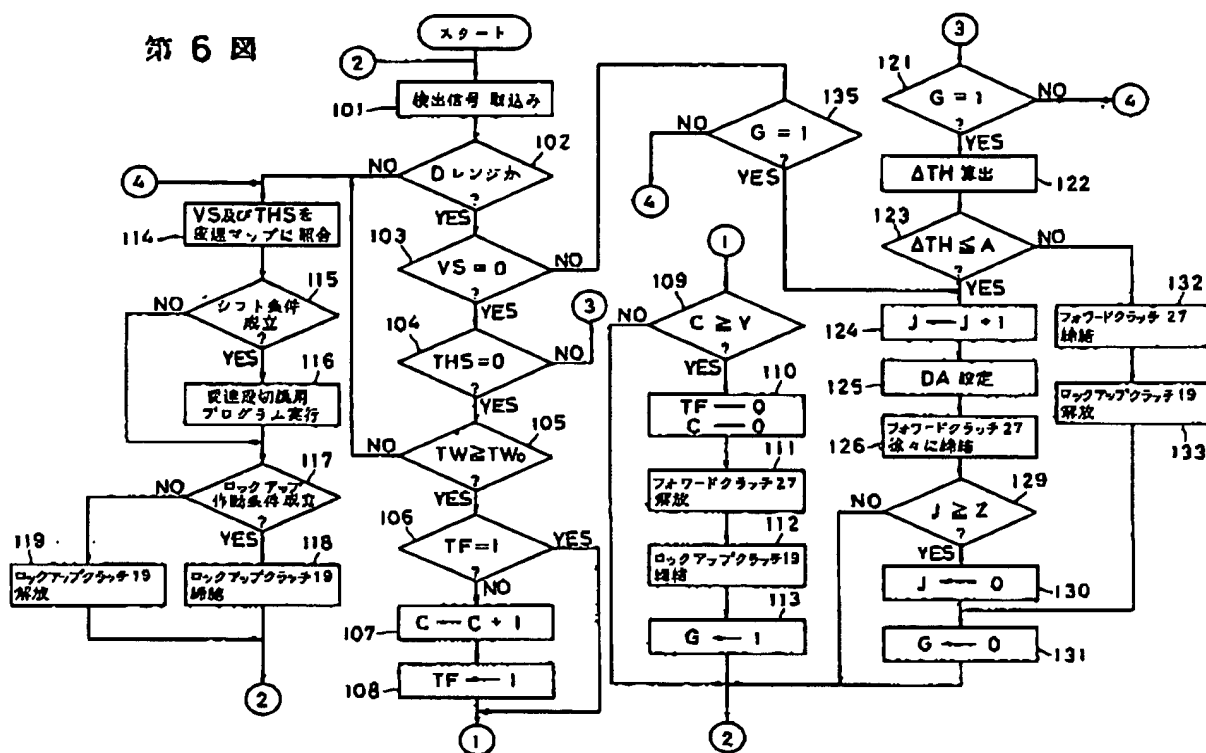 第6図
スタート
2
検出信号 取込み
101
102
Dレンジか
?
NO
YES
4
VS及びTHSを
変速マップに照合
114
103
VS=0
?
NO
YES
115
シフト条件
成立
?
NO
YES
104
THS=0
?
NO
YES
3
116
変速段切換用
プログラム実行
105
TW≧TW0
?
NO
YES
117
ロックアップ
作動条件成立
?
NO
YES
106
TF=1
?
YES
NO
119
ロックアップクラッチ19
解放
118
ロックアップクラッチ19
締結
2
C←C+1
107
TF←1
108
1
135
G=1
?
NO
YES
4
1
109
C≧Y
?
NO
YES
110
TF─0
C─0
111
フォワードクラッチ27
解放
112
ロックアップクラッチ19
締結
113
G←1
2
3
121
G=1
?
NO
YES
4
ΔTH 算出
122
123
ΔTH≦A
?
NO
YES
J─J+1
124
DA 設定
125
フォワードクラッチ27
徐々に締結
126
129
J≧Z
?
NO
YES
J←0
130
G←0
131
132
フォワードクラッチ27
締結
ロックアップクラッチ19
解放
133